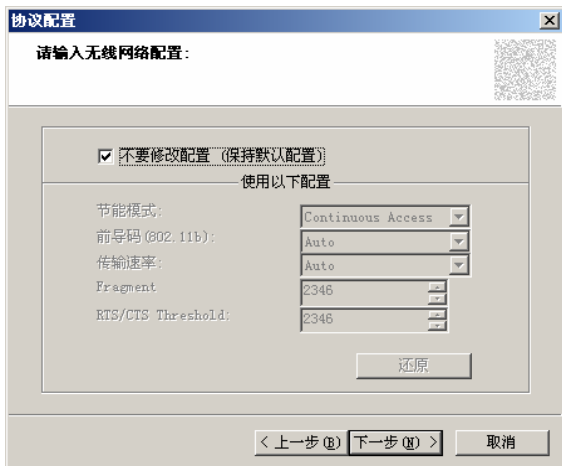 协议配置
请输入无线网络配置:
不要修改配置 (保持默认配置)
使用以下配置
节能模式: Continuous Access
前导码(802.11b): Auto
传输速率: Auto
Fragment 2346
RTS/CTS Threshold: 2346
还原
< 上一步(B) 下一步(N) > 取消